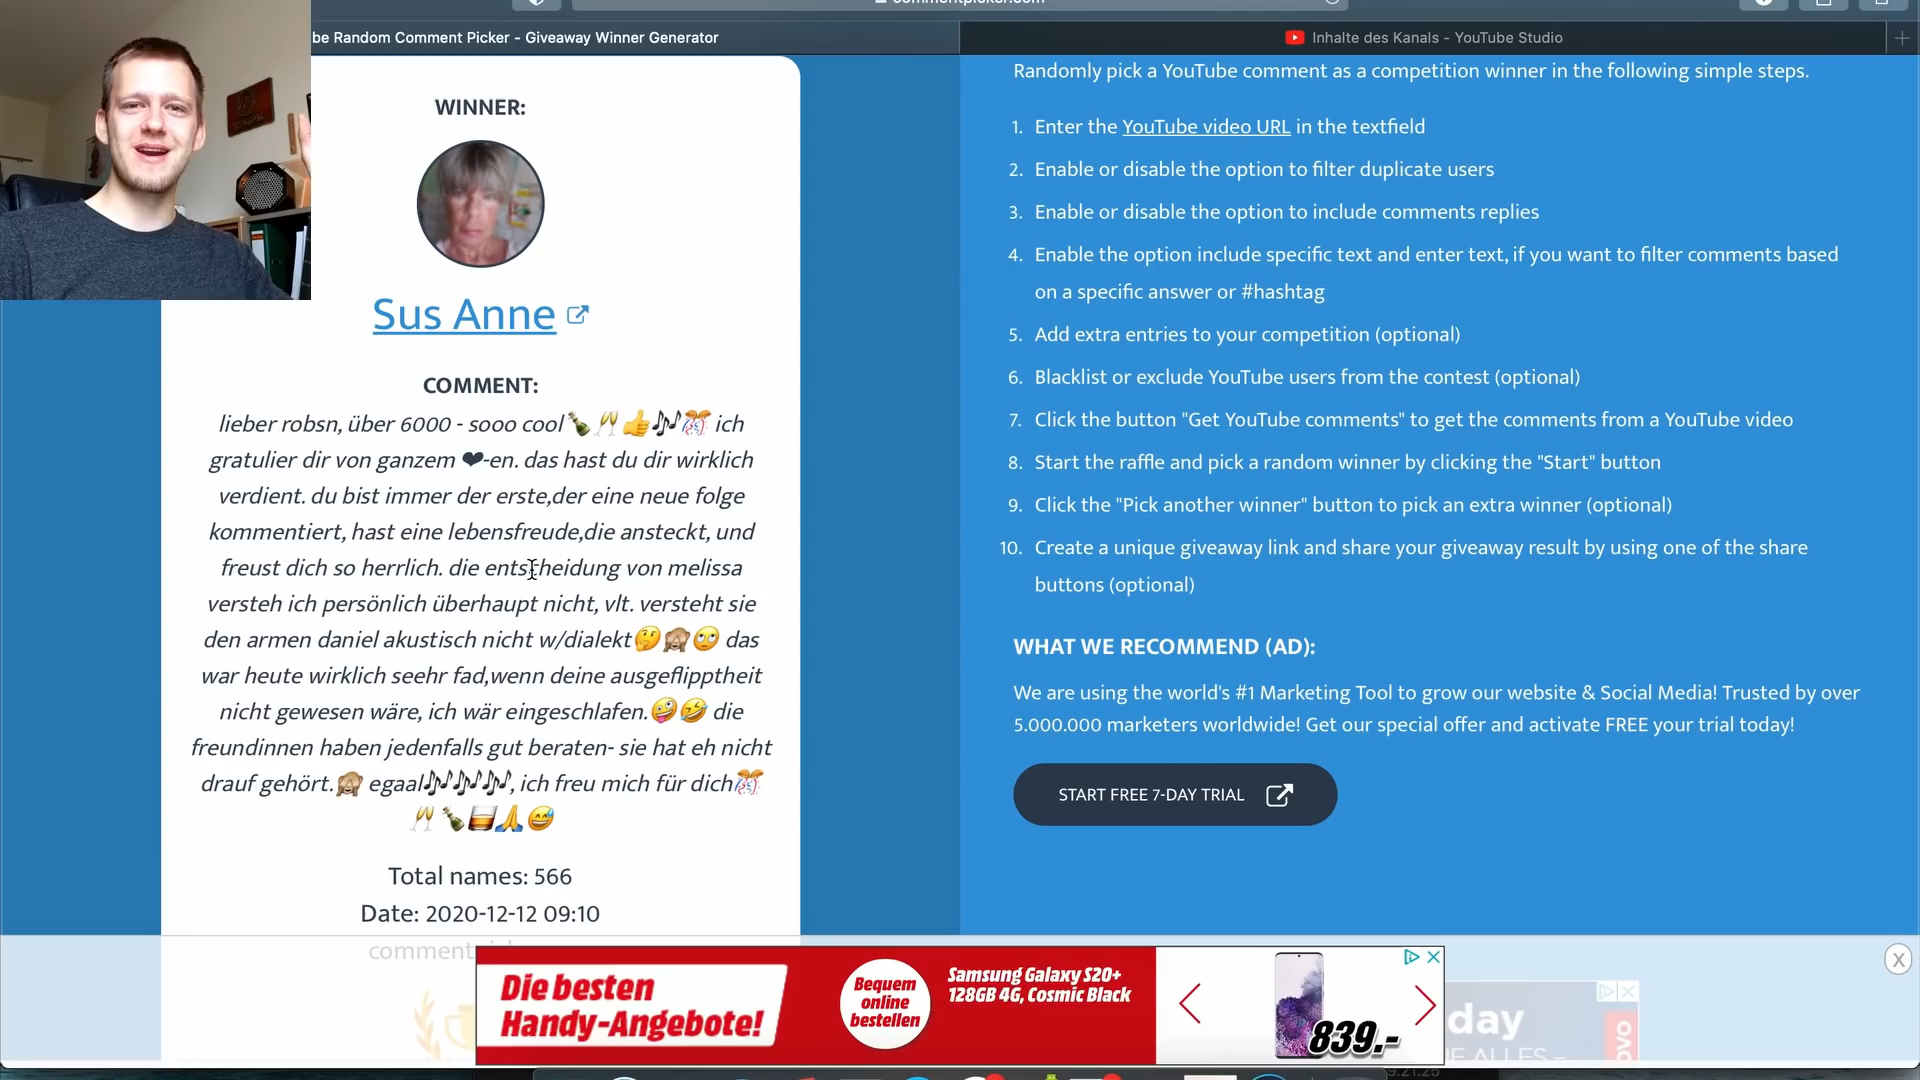 commentpicker.com
be Random Comment Picker - Giveaway Winner Generator
Inhalte des Kanals - YouTube Studio
WINNER:
Sus Anne
COMMENT:
lieber robsn, über 6000 - sooo cool🍾🥂👍🎶🎊 ich
gratulier dir von ganzem ❤-en. das hast du dir wirklich
verdient. du bist immer der erste,der eine neue folge
kommentiert, hast eine lebensfreude,die ansteckt, und
freust dich so herrlich. die entscheidung von melissa
versteh ich persönlich überhaupt nicht, vlt. versteht sie
den armen daniel akustisch nicht w/dialekt🤔🙈🙄 das
war heute wirklich seehr fad,wenn deine ausgeflipptheit
nicht gewesen wäre, ich wär eingeschlafen.🤪🤣 die
freundinnen haben jedenfalls gut beraten- sie hat eh nicht
drauf gehört.🙈 egaal🎶🎶🎶, ich freu mich für dich🎊
🥂🍾🥃🙏😅
Total names: 566
Date: 2020-12-12 09:10
Randomly pick a YouTube comment as a competition winner in the following simple steps.
1. Enter the YouTube video URL in the textfield
2. Enable or disable the option to filter duplicate users
3. Enable or disable the option to include comments replies
4. Enable the option include specific text and enter text, if you want to filter comments based
on a specific answer or #hashtag
5. Add extra entries to your competition (optional)
6. Blacklist or exclude YouTube users from the contest (optional)
7. Click the button "Get YouTube comments" to get the comments from a YouTube video
8. Start the raffle and pick a random winner by clicking the "Start" button
9. Click the "Pick another winner" button to pick an extra winner (optional)
10. Create a unique giveaway link and share your giveaway result by using one of the share
buttons (optional)
WHAT WE RECOMMEND (AD):
We are using the world's #1 Marketing Tool to grow our website & Social Media! Trusted by over
5.000.000 marketers worldwide! Get our special offer and activate FREE your trial today!
START FREE 7-DAY TRIAL
Die besten
Handy-Angebote!
Bequem
online
bestellen
Samsung Galaxy S20+
128GB 4G, Cosmic Black
839.-
day